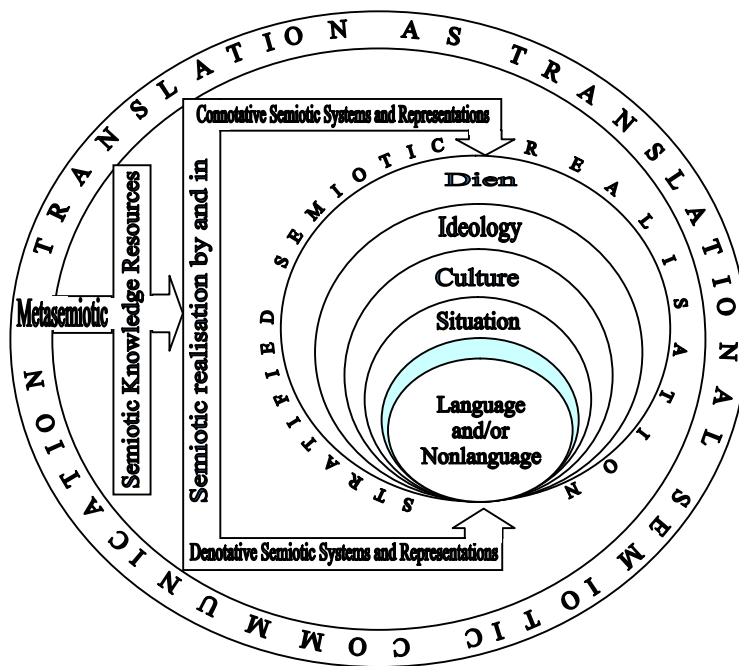 TRANSLATION AS TRANSLATIONAL SEMIOTIC COMMUNICATION
Connotative Semiotic Systems and Representations
STRATIFIED SEMIOTIC REALISATION
Dien
Ideology
Culture
Situation
Language
and/or
Nonlanguage
Metasemiotic
Semiotic Knowledge Resources
Semiotic realisation by and in
Denotative Semiotic Systems and Representations